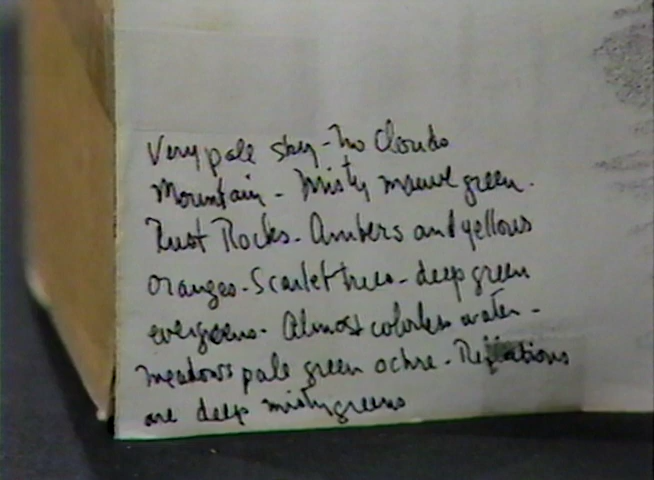 Very pale sky - No Clouds
Mountain - Misty mauve green.
Rust Rocks. Ambers and yellows
oranges - Scarlet trees - deep green
evergreens - Almost colorless water -
meadows pale green ochre - Reflections
are deep misty greens